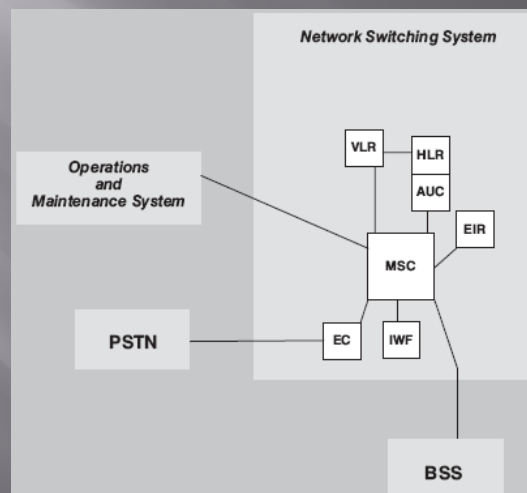 Network Switching System
VLR
HLR
Operations
and
Maintenance System
AUC
EIR
MSC
PSTN
EC
IWF
BSS